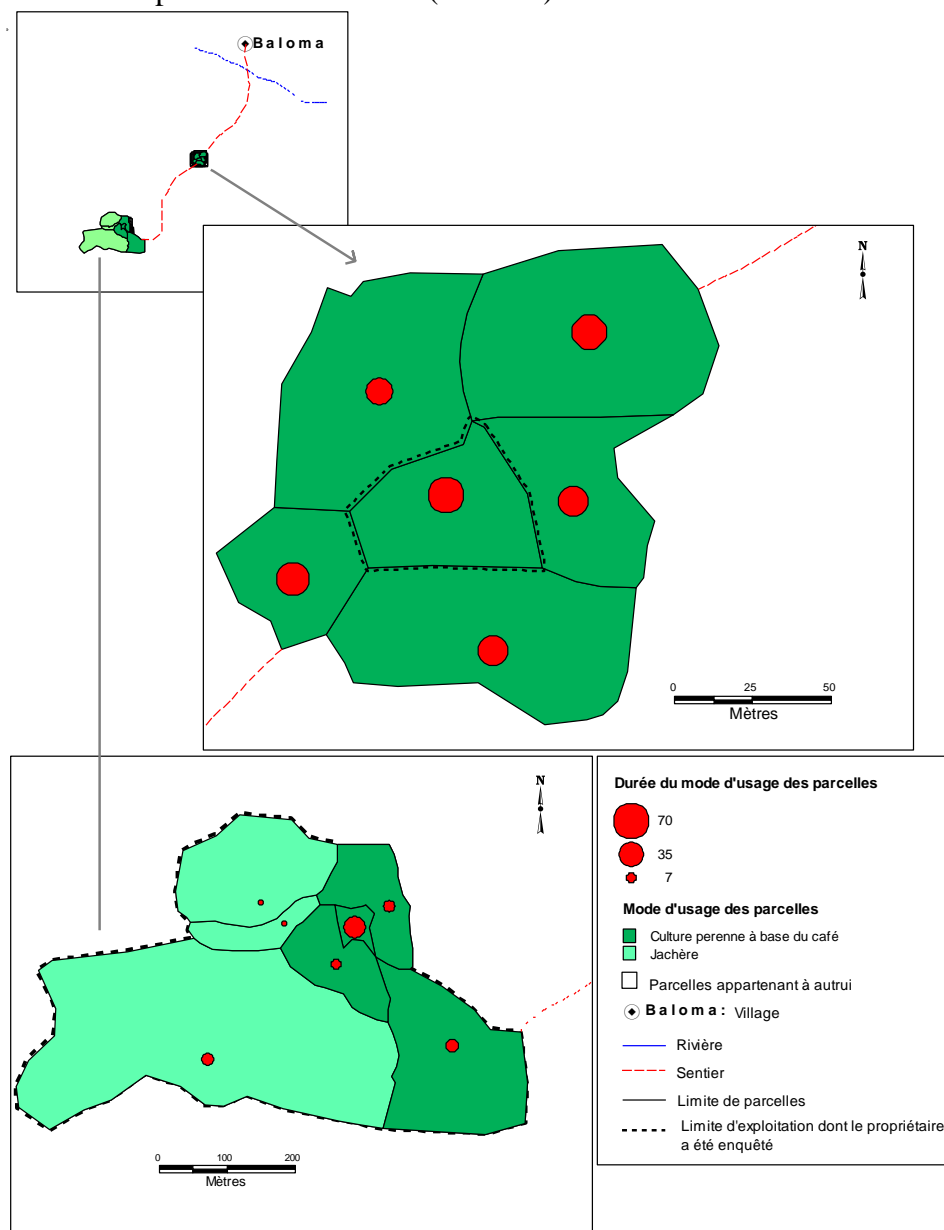 Baloma
N
0 25 50
Mètres
N
0 100 200
Mètres
Durée du mode d'usage des parcelles
70
35
7
Mode d'usage des parcelles
Culture perenne à base du café
Jachère
Parcelles appartenant à autrui
Baloma: Village
Rivière
Sentier
Limite de parcelles
Limite d'exploitation dont le propriétaire
a été enquêté